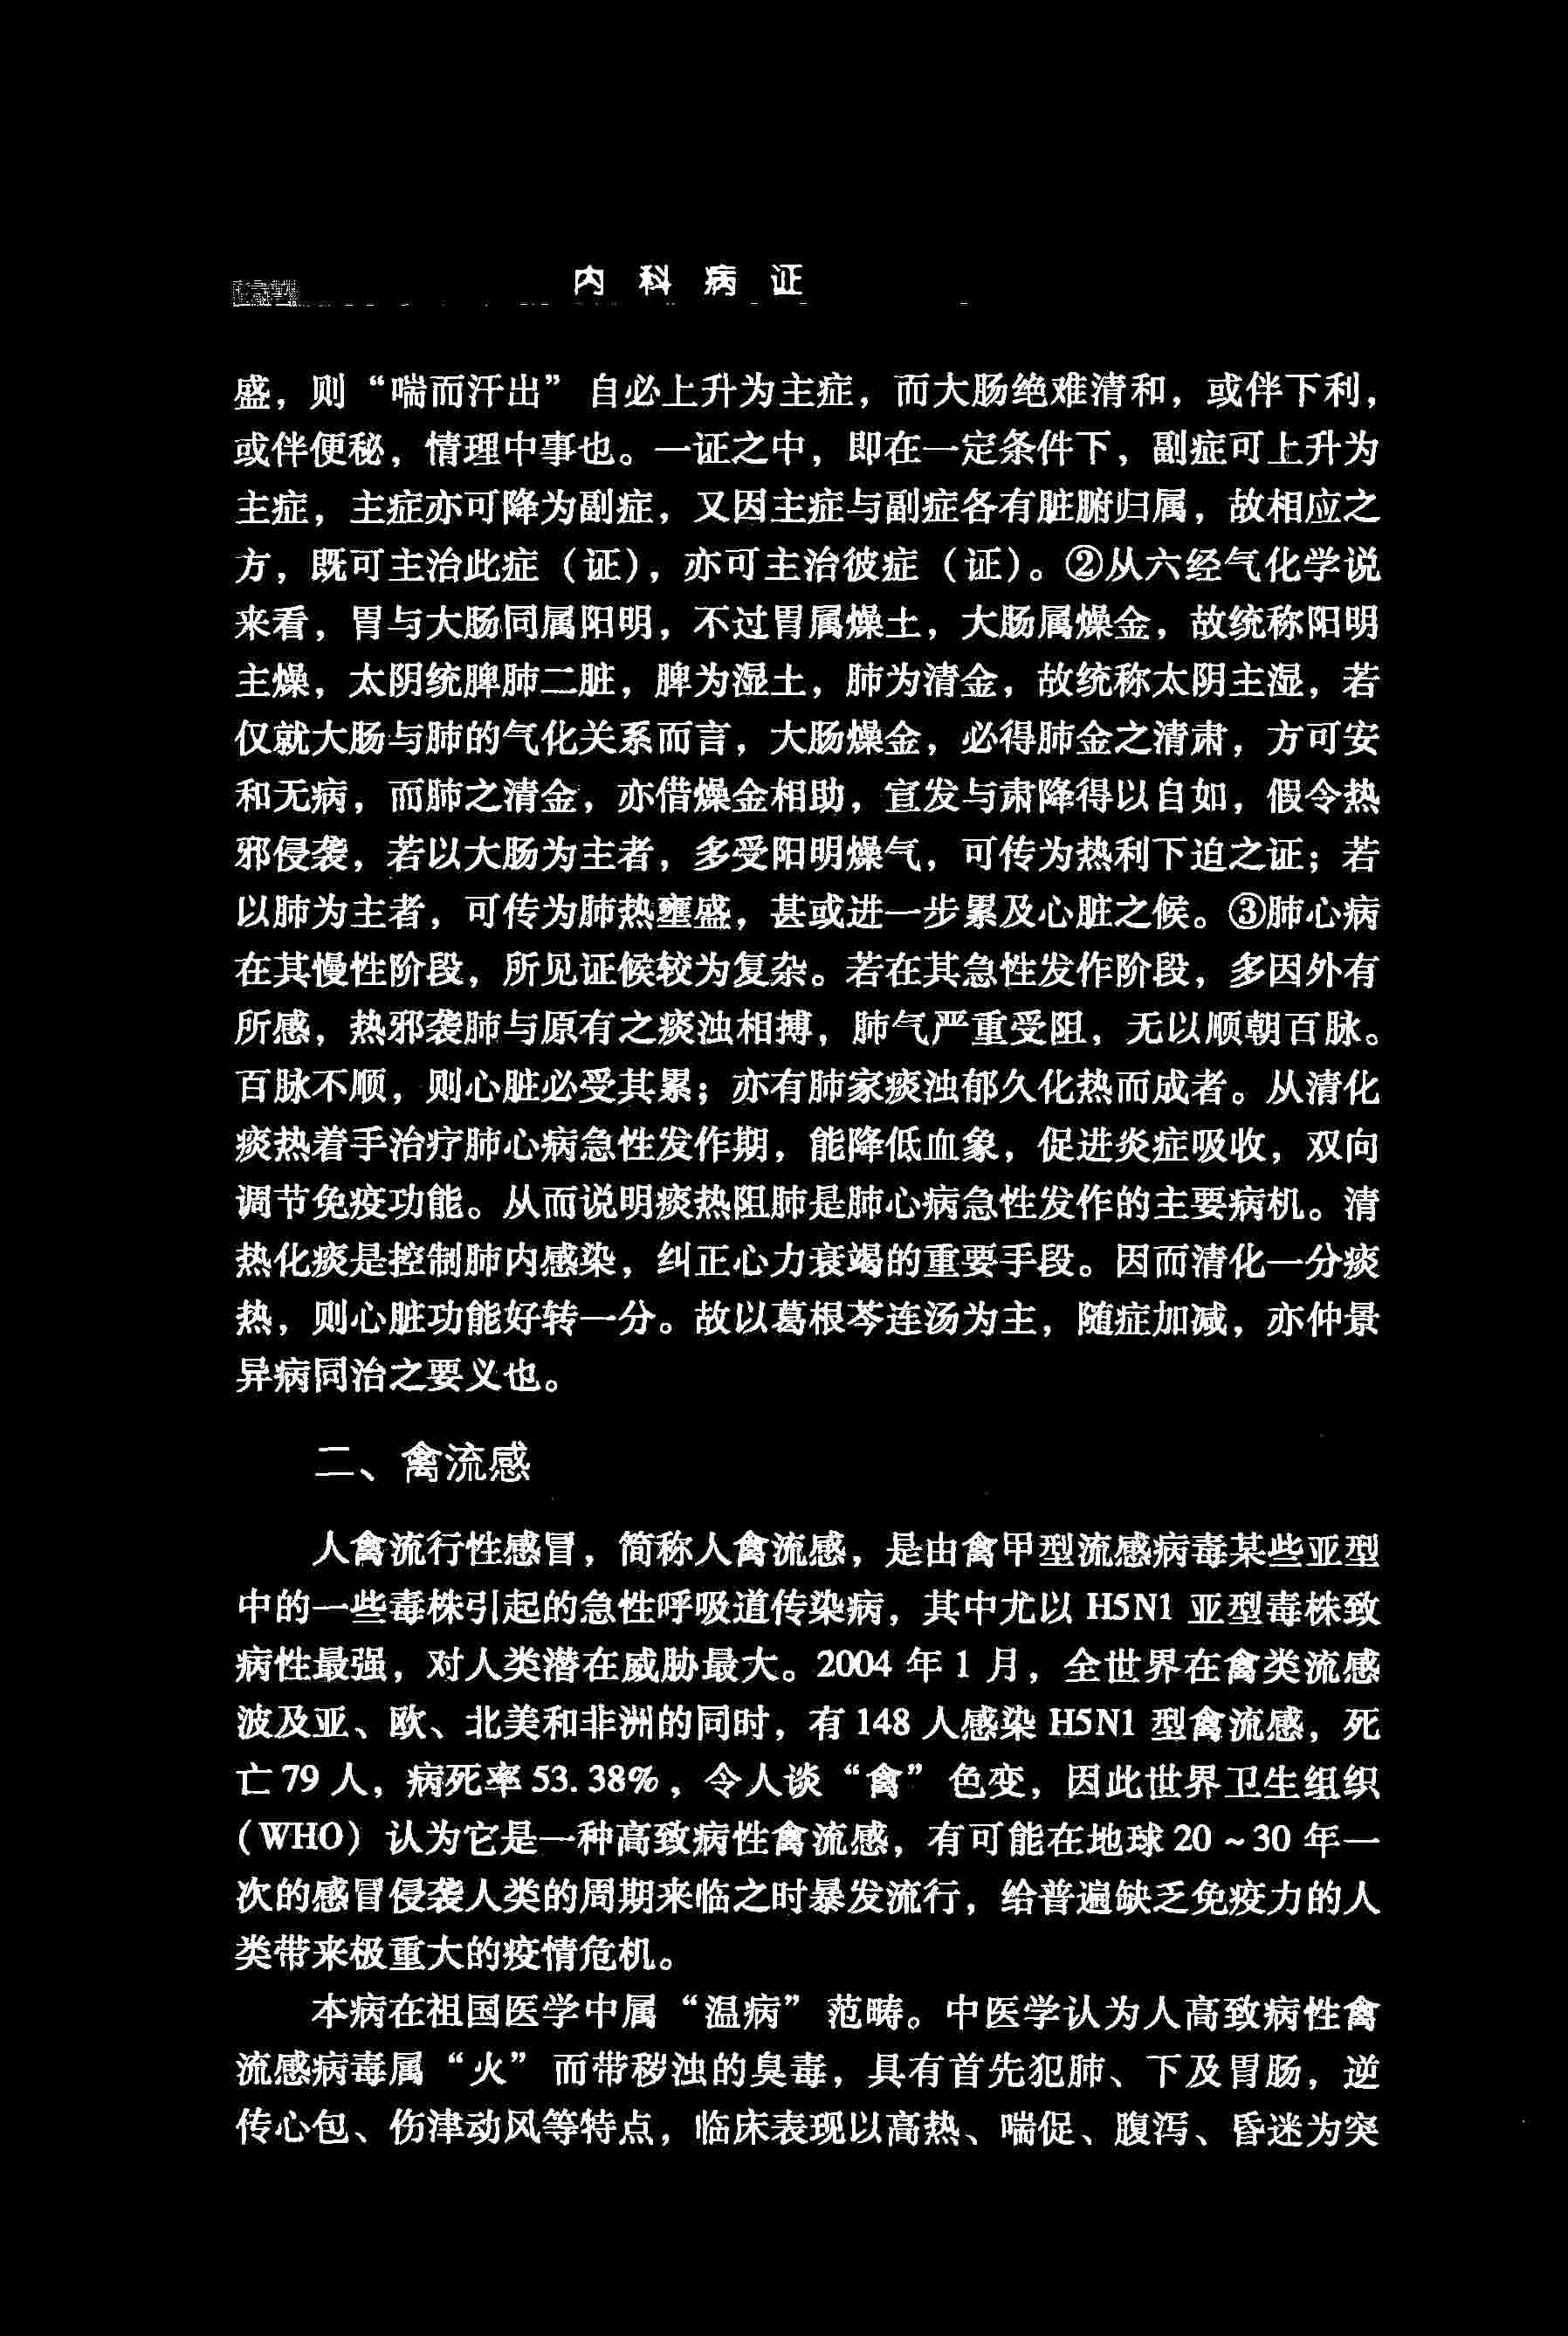 内科病证
盛，则“喘而汗出”自必上升为主症，而大肠绝难清和，或伴下利，
或伴便秘，情理中事也。一证之中，即在一定条件下，副症可上升为
主症，主症亦可降为副症，又因主症与副症各有脏腑归属，故相应之
方，既可主治此症（证），亦可主治彼症（证）。②从六经气化学说
来看，胃与大肠同属阳明，不过胃属燥土，大肠属燥金，故统称阳明
主燥，太阴统脾肺二脏，脾为湿土，肺为清金，故统称太阴主湿，若
仅就大肠与肺的气化关系而言，大肠燥金，必得肺金之清肃，方可安
和无病，而肺之清金，亦借燥金相助，宣发与肃降得以自如，假令热
邪侵袭，若以大肠为主者，多受阳明燥气，可传为热利下迫之证；若
以肺为主者，可传为肺热壅盛，甚或进一步累及心脏之候。③肺心病
在其慢性阶段，所见证候较为复杂。若在其急性发作阶段，多因外有
所感，热邪袭肺与原有之痰浊相搏，肺气严重受阻，无以顺朝百脉。
百脉不顺，则心脏必受其累；亦有肺家痰浊郁久化热而成者。从清化
痰热着手治疗肺心病急性发作期，能降低血象，促进炎症吸收，双向
调节免疫功能。从而说明痰热阻肺是肺心病急性发作的主要病机。清
热化痰是控制肺内感染，纠正心力衰竭的重要手段。因而清化一分痰
热，则心脏功能好转一分。故以葛根芩连汤为主，随症加减，亦仲景
异病同治之要义也。
二、禽流感
人禽流行性感冒，简称人禽流感，是由禽甲型流感病毒某些亚型
中的一些毒株引起的急性呼吸道传染病，其中尤以 H5N1 亚型毒株致
病性最强，对人类潜在威胁最大。2004 年 1 月，全世界在禽类流感
波及亚、欧、北美和非洲的同时，有 148 人感染 H5N1 型禽流感，死
亡 79 人，病死率 53.38%，令人谈“禽”色变，因此世界卫生组织
（WHO）认为它是一种高致病性禽流感，有可能在地球 20～30 年一
次的感冒侵袭人类的周期来临之时暴发流行，给普遍缺乏免疫力的人
类带来极重大的疫情危机。
本病在祖国医学中属“温病”范畴。中医学认为人高致病性禽
流感病毒属“火”而带秽浊的臭毒，具有首先犯肺、下及胃肠，逆
传心包、伤津动风等特点，临床表现以高热、喘促、腹泻、昏迷为突